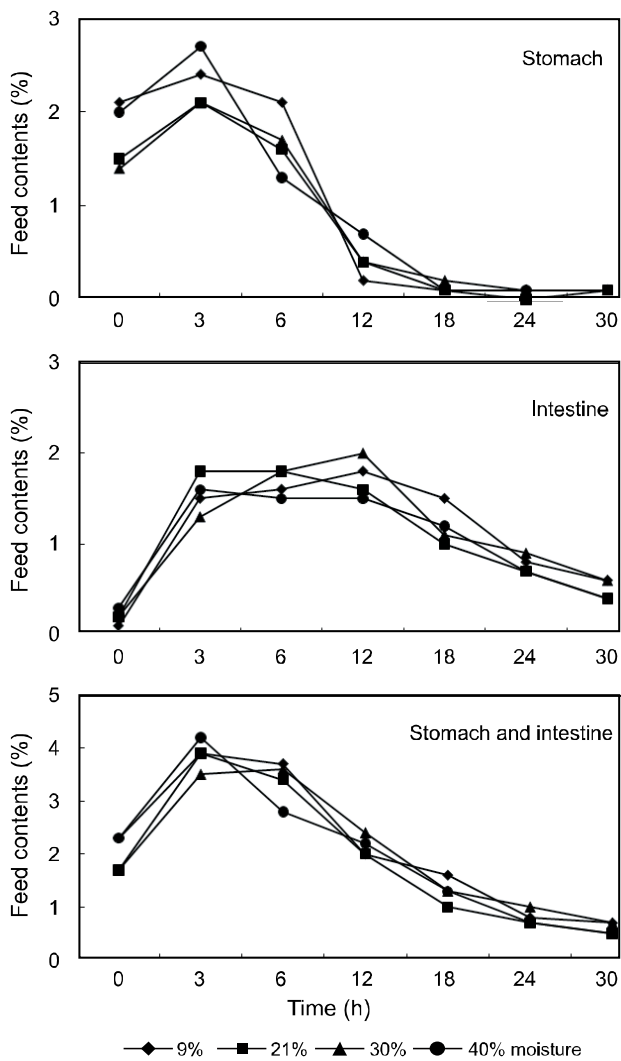 3
Stomach
2
Feed contents (%)
1
0
0 3 6 12 18 24 30
3
Intestine
2
Feed contents (%)
1
0
0 3 6 12 18 24 30
5
Stomach and intestine
4
3
Feed contents (%)
2
1
0
0 3 6 12 18 24 30
Time (h)
9% 21% 30% 40% moisture